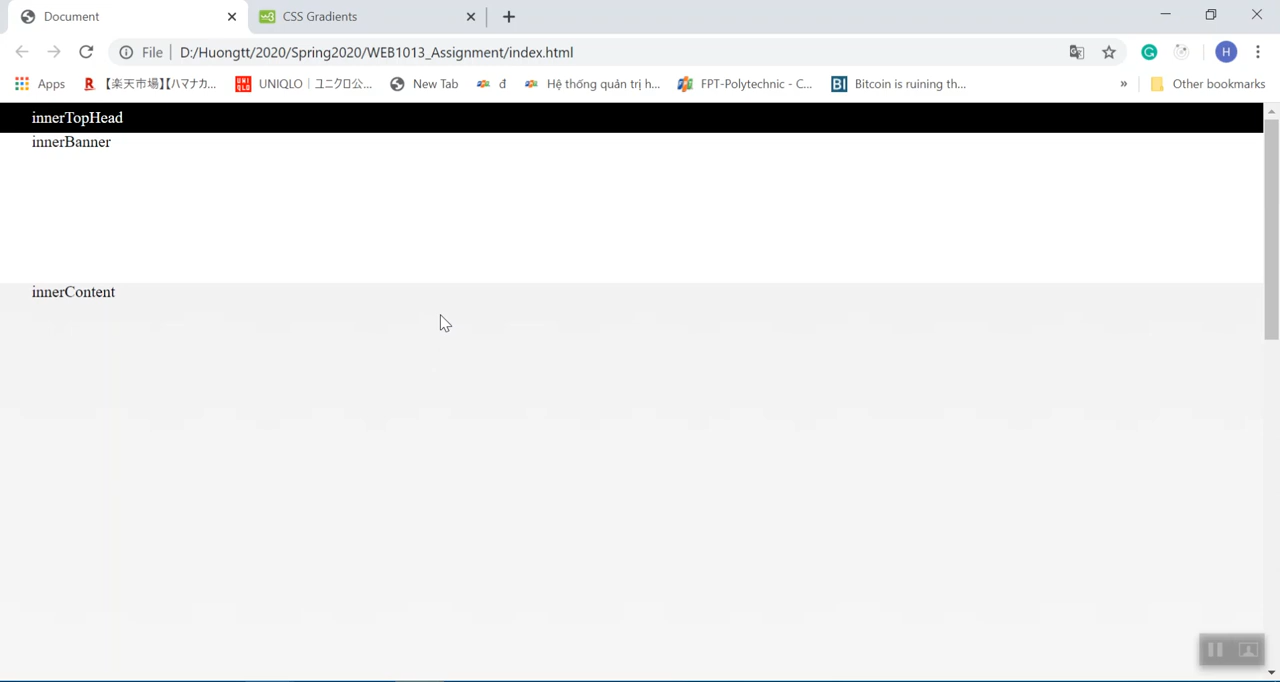 Document
CSS Gradients
File
D:/Huongtt/2020/Spring2020/WEB1013_Assignment/index.html
H
Apps
【楽天市場】【ハマナカ...
UNIQLO｜ユニクロ公...
New Tab
đ
Hệ thống quản trị h...
FPT-Polytechnic - C...
BI Bitcoin is ruining th...
»
Other bookmarks
innerTopHead
innerBanner
innerContent